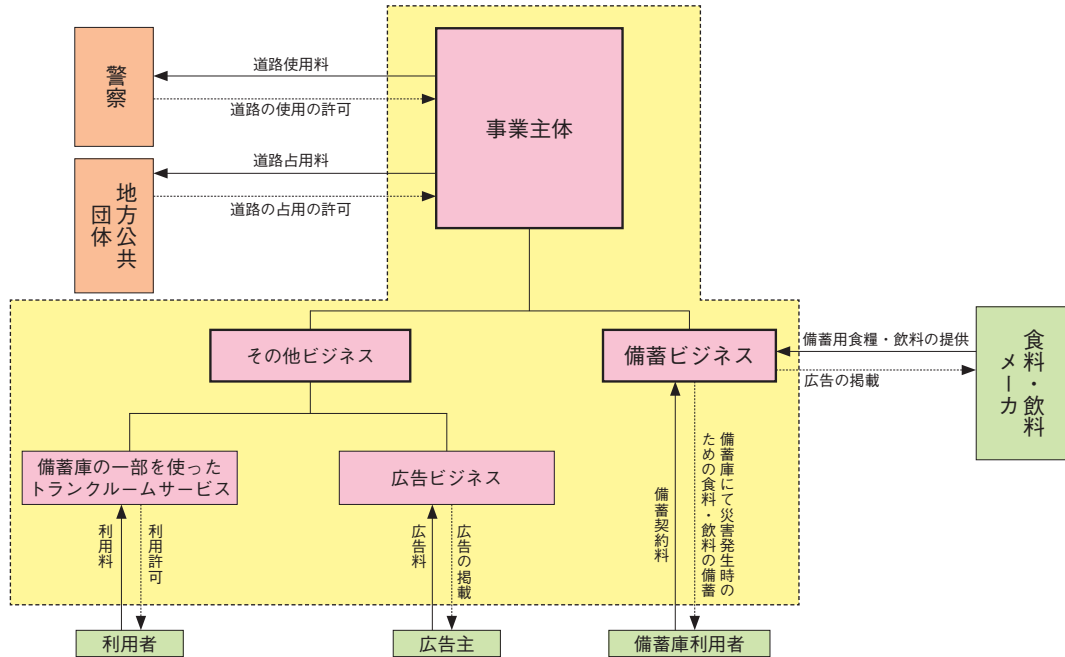 警察
道路使用料
道路の使用の許可
事業主体
地方公共
団体
道路占用料
道路の占用の許可
その他ビジネス
備蓄ビジネス
備蓄用食糧・飲料の提供
広告の掲載
食料・飲料
メーカ
備蓄庫の一部を使った
トランクルームサービス
広告ビジネス
利用料
利用許可
広告料
広告の掲載
備蓄契約料
備蓄庫にて災害発生時の
ための食料・飲料の備蓄
利用者
広告主
備蓄庫利用者